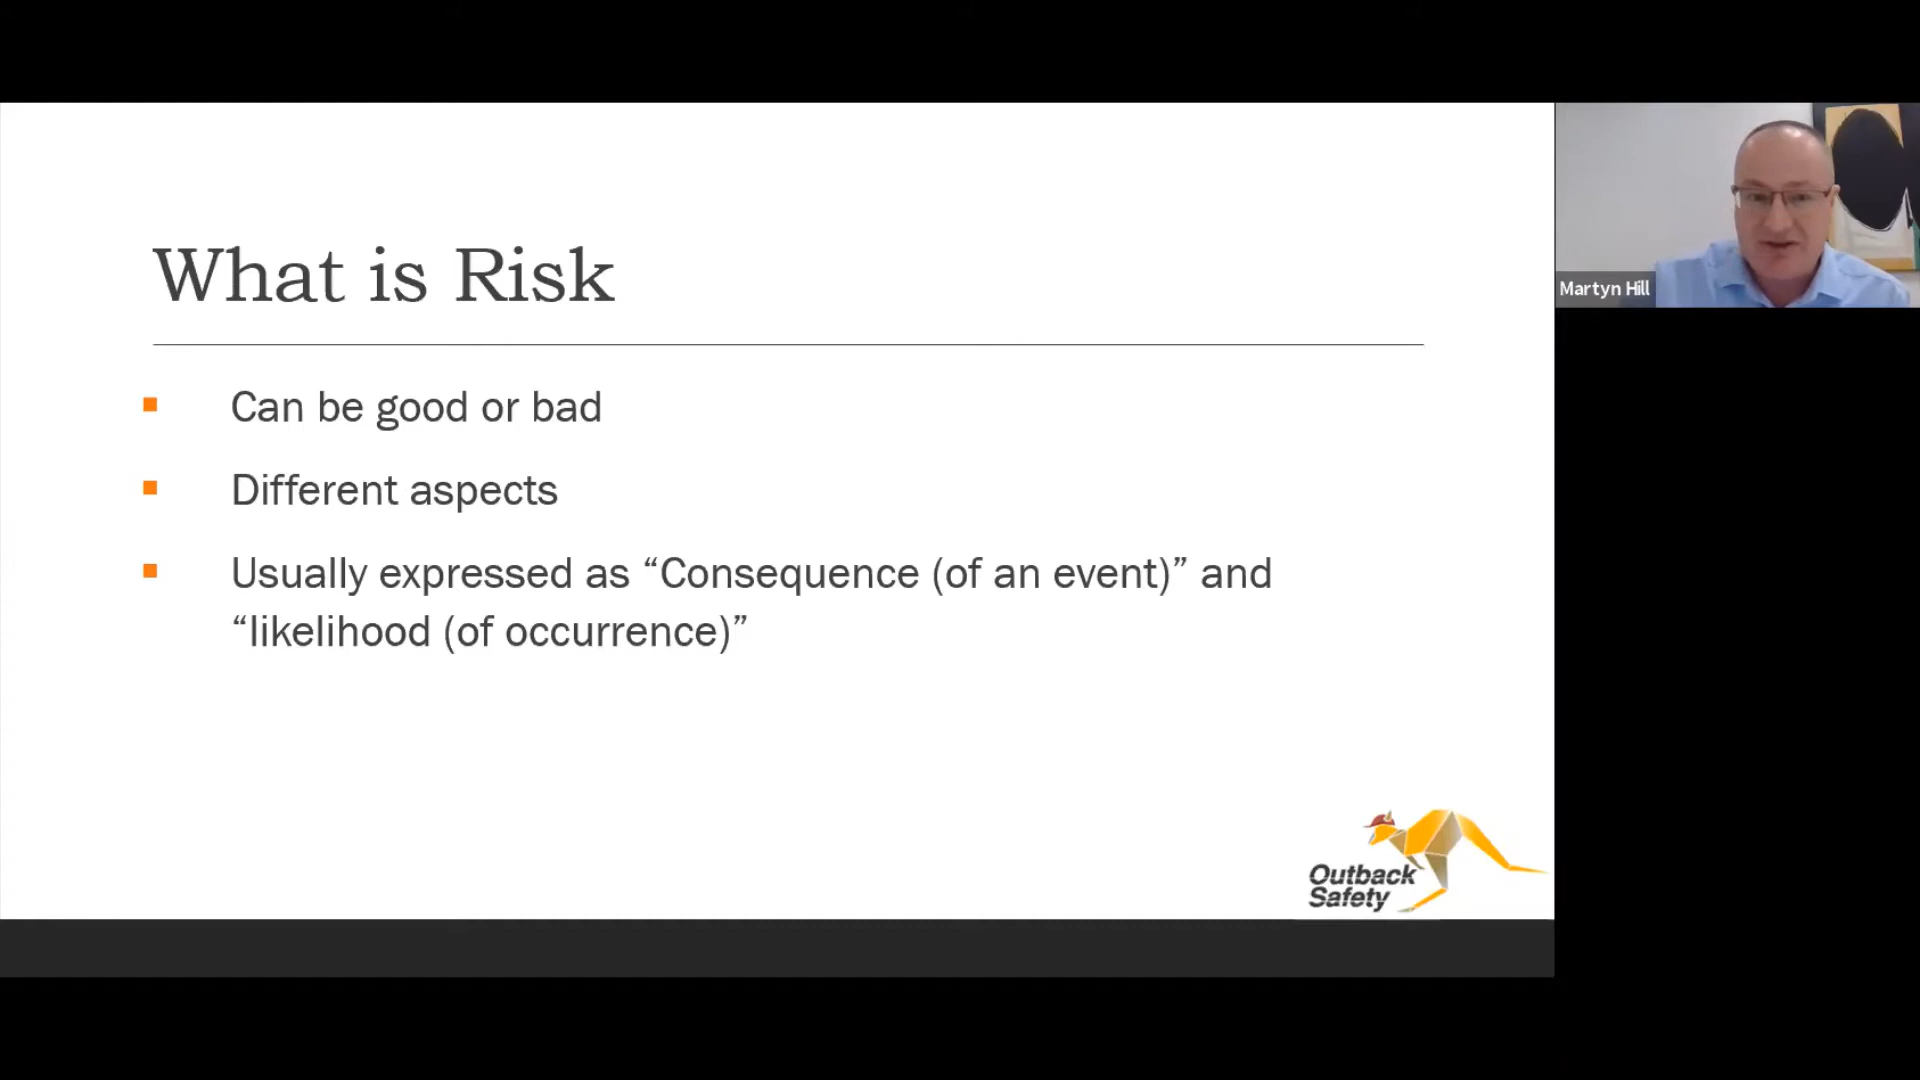 What is Risk
Can be good or bad
Different aspects
Usually expressed as “Consequence (of an event)” and
“likelihood (of occurrence)”
Outback
Safety
Martyn Hill